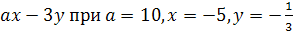 ax − 3y при a = 10, x = −5, y = −1/3